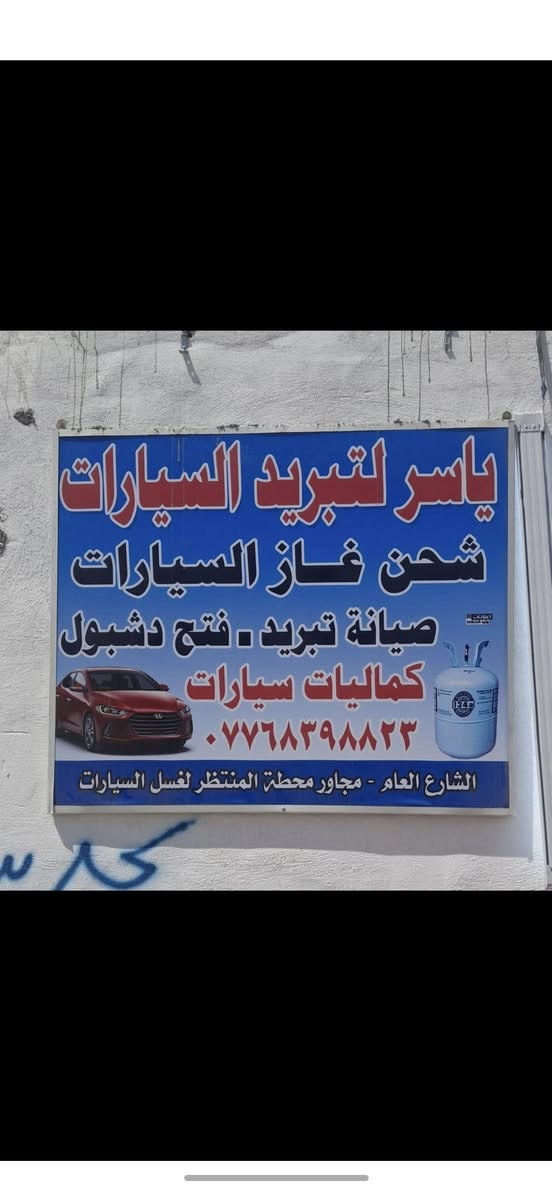 ياسر لتبريد السيارات
شحن غاز السيارات
صيانة تبريد - فتح دشبول
كماليات سيارات
٠٧٧٦٨٣٩٨٨٢٣
الشارع العام - مجاور محطة المنتظر لغسل السيارات